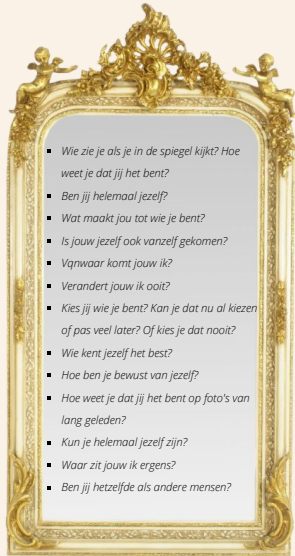 ▪ Wie zie je als je in de spiegel kijkt? Hoe
weet je dat jij het bent?
▪ Ben jij helemaal jezelf?
▪ Wat maakt jou tot wie je bent?
▪ Is jouw jezelf ook vanzelf gekomen?
▪ Vqnwaar komt jouw ik?
▪ Verandert jouw ik ooit?
▪ Kies jij wie je bent? Kan je dat nu al kiezen
of pas veel later? Of kies je dat nooit?
▪ Wie kent jezelf het best?
▪ Hoe ben je bewust van jezelf?
▪ Hoe weet je dat jij het bent op foto's van
lang geleden?
▪ Kun je helemaal jezelf zijn?
▪ Waar zit jouw ik ergens?
▪ Ben jij hetzelfde als andere mensen?